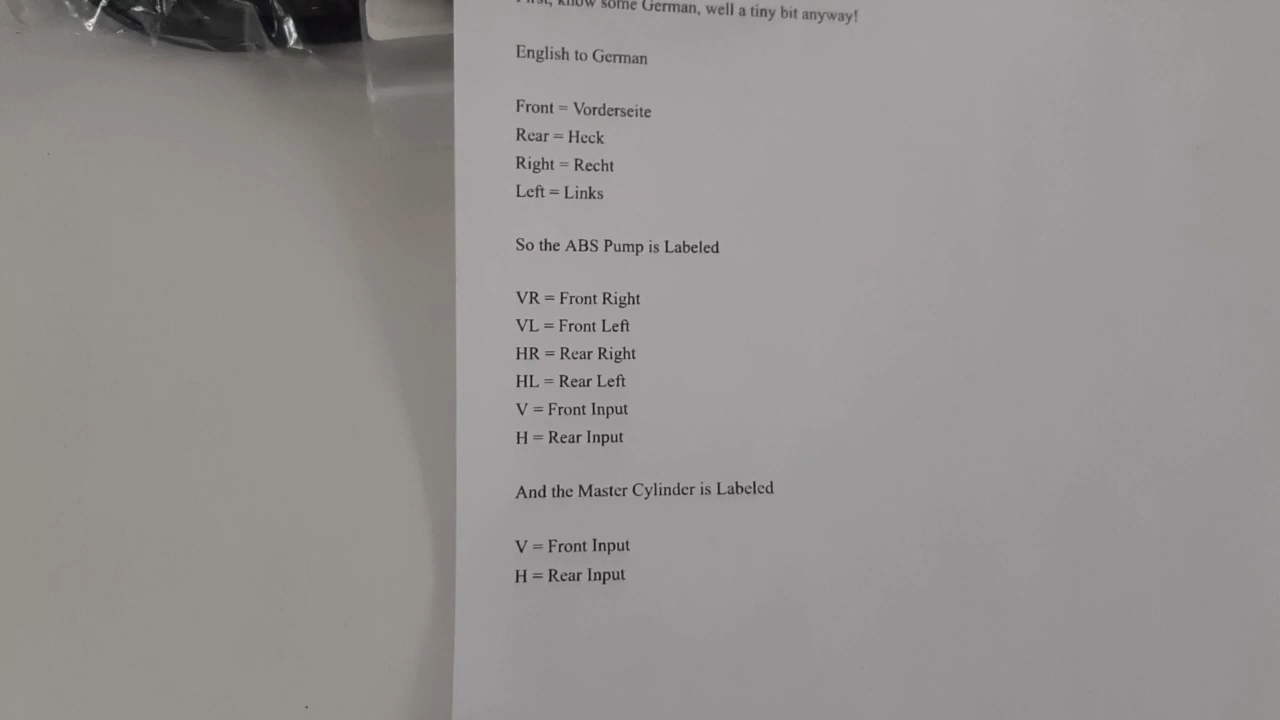 First, know some German, well a tiny bit anyway!
English to German
Front = Vorderseite
Rear = Heck
Right = Recht
Left = Links
So the ABS Pump is Labeled
VR = Front Right
VL = Front Left
HR = Rear Right
HL = Rear Left
V = Front Input
H = Rear Input
And the Master Cylinder is Labeled
V = Front Input
H = Rear Input